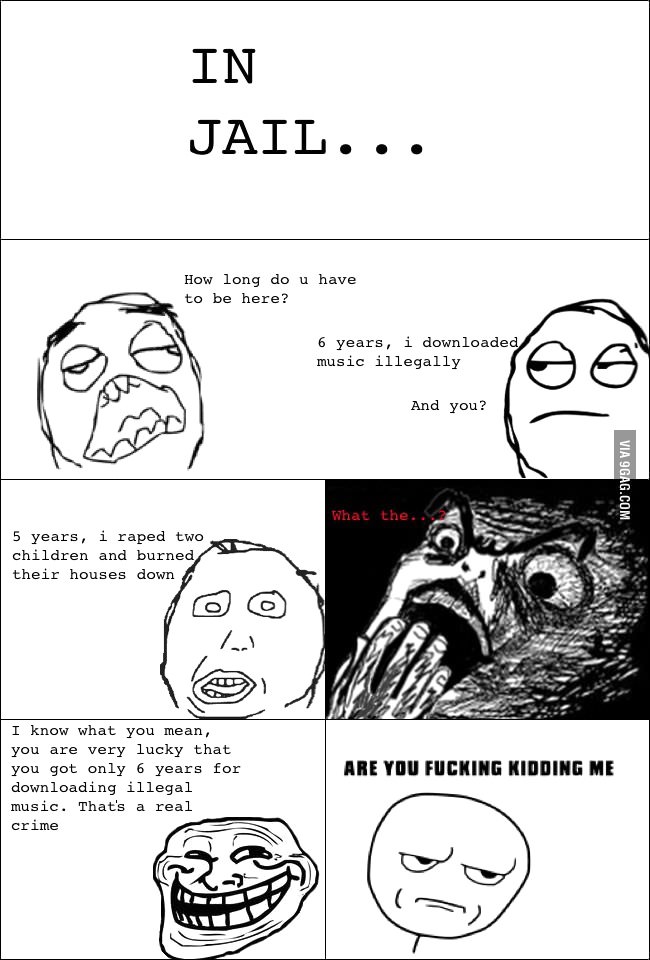 IN
JAIL...
How long do u have
to be here?
6 years, i downloaded
music illegally
And you?
VIA 9GAG.COM
5 years, i raped two
children and burned
their houses down
What the...?
I know what you mean,
you are very lucky that
you got only 6 years for
downloading illegal
music. That's a real
crime
ARE YOU FUCKING KIDDING ME